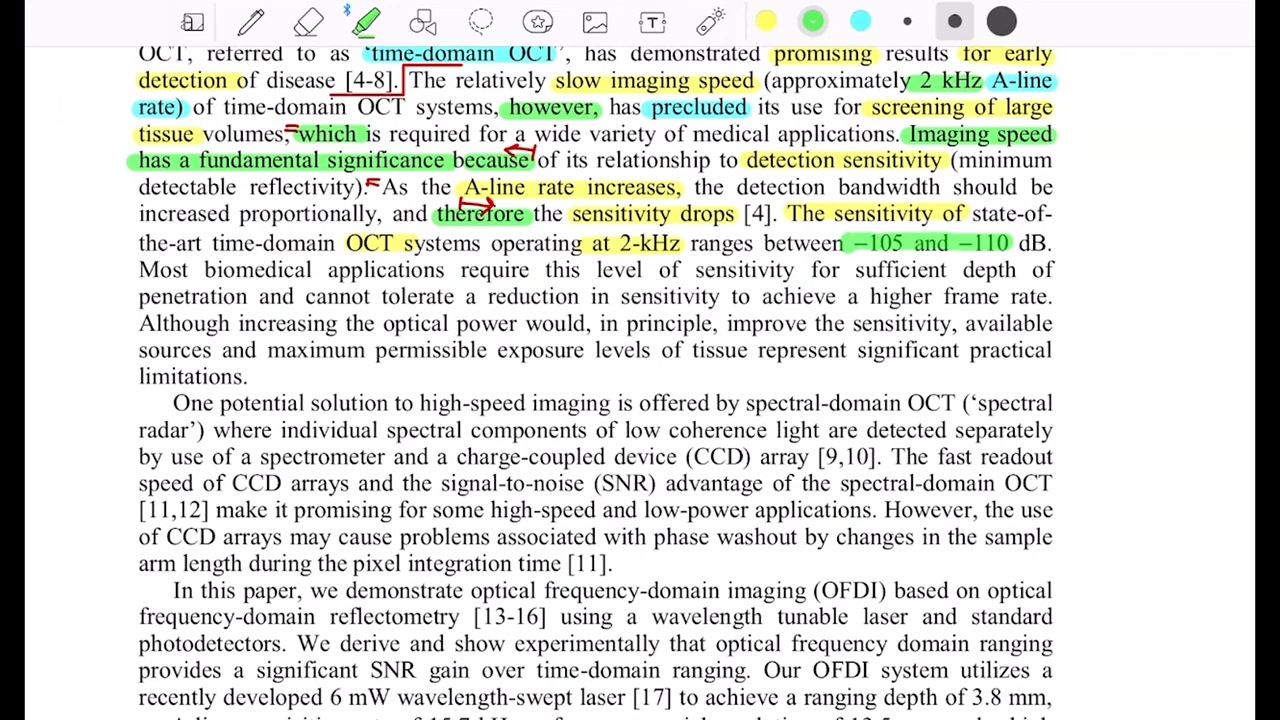 OCT, referred to as ‘time-domain OCT’, has demonstrated promising results for early
detection of disease [4-8]. The relatively slow imaging speed (approximately 2 kHz A-line
rate) of time-domain OCT systems, however, has precluded its use for screening of large
tissue volumes, which is required for a wide variety of medical applications. Imaging speed
has a fundamental significance because of its relationship to detection sensitivity (minimum
detectable reflectivity). As the A-line rate increases, the detection bandwidth should be
increased proportionally, and therefore the sensitivity drops [4]. The sensitivity of state-of-
the-art time-domain OCT systems operating at 2-kHz ranges between −105 and −110 dB.
Most biomedical applications require this level of sensitivity for sufficient depth of
penetration and cannot tolerate a reduction in sensitivity to achieve a higher frame rate.
Although increasing the optical power would, in principle, improve the sensitivity, available
sources and maximum permissible exposure levels of tissue represent significant practical
limitations.
One potential solution to high-speed imaging is offered by spectral-domain OCT (‘spectral
radar’) where individual spectral components of low coherence light are detected separately
by use of a spectrometer and a charge-coupled device (CCD) array [9,10]. The fast readout
speed of CCD arrays and the signal-to-noise (SNR) advantage of the spectral-domain OCT
[11,12] make it promising for some high-speed and low-power applications. However, the use
of CCD arrays may cause problems associated with phase washout by changes in the sample
arm length during the pixel integration time [11].
In this paper, we demonstrate optical frequency-domain imaging (OFDI) based on optical
frequency-domain reflectometry [13-16] using a wavelength tunable laser and standard
photodetectors. We derive and show experimentally that optical frequency domain ranging
provides a significant SNR gain over time-domain ranging. Our OFDI system utilizes a
recently developed 6 mW wavelength-swept laser [17] to achieve a ranging depth of 3.8 mm,